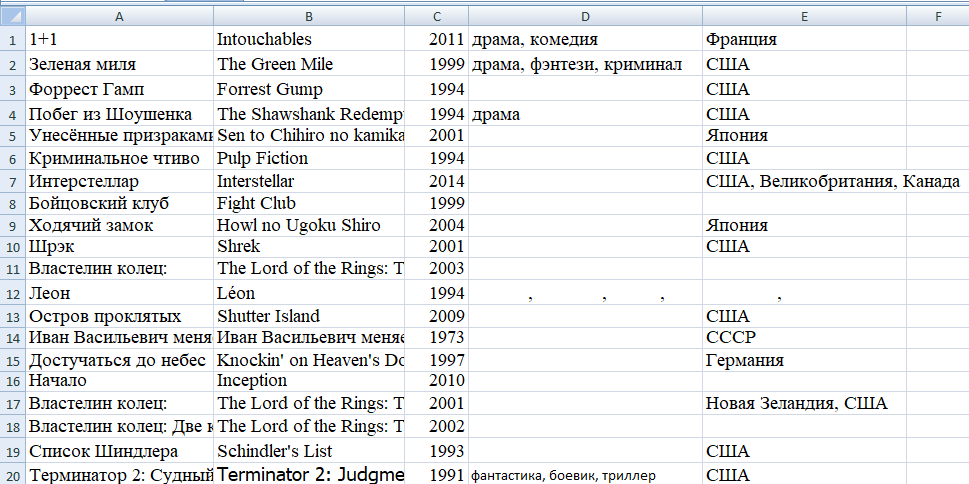 A B C D E F
1 1+1 Intouchables 2011 драма, комедия Франция
2 Зеленая миля The Green Mile 1999 драма, фэнтези, криминал США
3 Форрест Гамп Forrest Gump 1994 США
4 Побег из Шоушенка The Shawshank Redemp 1994 драма США
5 Унесённые призраками Sen to Chihiro no kamika 2001 Япония
6 Криминальное чтиво Pulp Fiction 1994 США
7 Интерстеллар Interstellar 2014 США, Великобритания, Канада
8 Бойцовский клуб Fight Club 1999
9 Ходячий замок Howl no Ugoku Shiro 2004 Япония
10 Шрэк Shrek 2001 США
11 Властелин колец: The Lord of the Rings: T 2003
12 Леон Léon 1994 , , , ,
13 Остров проклятых Shutter Island 2009 США
14 Иван Васильевич меня Иван Васильевич меняе 1973 СССР
15 Достучаться до небес Knockin' on Heaven's Do 1997 Германия
16 Начало Inception 2010
17 Властелин колец: The Lord of the Rings: T 2001 Новая Зеландия, США
18 Властелин колец: Две к The Lord of the Rings: T 2002
19 Список Шиндлера Schindler's List 1993 США
20 Терминатор 2: Судный Terminator 2: Judgme 1991 фантастика, боевик, триллер США